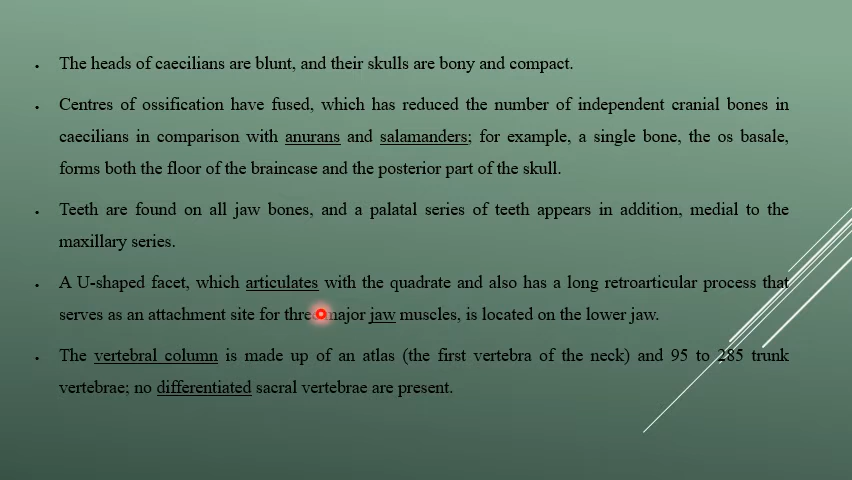 The heads of caecilians are blunt, and their skulls are bony and compact.
Centres of ossification have fused, which has reduced the number of independent cranial bones in
caecilians in comparison with anurans and salamanders; for example, a single bone, the os basale,
forms both the floor of the braincase and the posterior part of the skull.
Teeth are found on all jaw bones, and a palatal series of teeth appears in addition, medial to the
maxillary series.
A U-shaped facet, which articulates with the quadrate and also has a long retroarticular process that
serves as an attachment site for three major jaw muscles, is located on the lower jaw.
The vertebral column is made up of an atlas (the first vertebra of the neck) and 95 to 285 trunk
vertebrae; no differentiated sacral vertebrae are present.